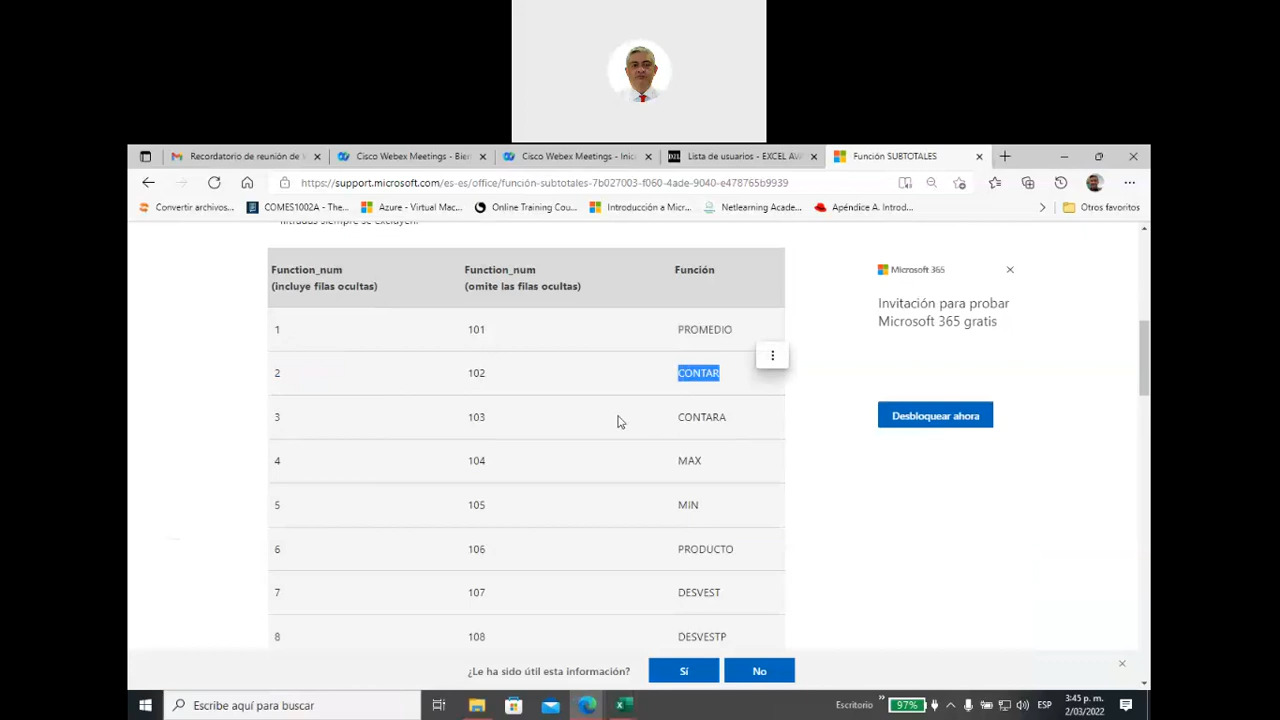 Recordatorio de reunión de
Cisco Webex Meetings - Bien
Cisco Webex Meetings - Inic
D2L
Lista de usuarios - EXCEL AV
Función SUBTOTALES
https://support.microsoft.com/es-es/office/función-subtotales-7b027003-f060-4ade-9040-e478765b9939
Convertir archivos...
COMES1002A - The...
Azure - Virtual Mac...
Online Training Cou...
Introducción a Micr...
Netlearning Acade...
Apéndice A. Introd...
Otros favoritos
filtradas siempre se excluyen.
Function_num (incluye filas ocultas)
Function_num (omite las filas ocultas)
Función
1 101 PROMEDIO
2 102 CONTAR
3 103 CONTARA
4 104 MAX
5 105 MIN
6 106 PRODUCTO
7 107 DESVEST
8 108 DESVESTP
Microsoft 365
Invitación para probar
Microsoft 365 gratis
Desbloquear ahora
¿Le ha sido útil esta información?
Sí
No
Escribe aquí para buscar
Escritorio
97%
ESP
3:45 p. m.
2/03/2022